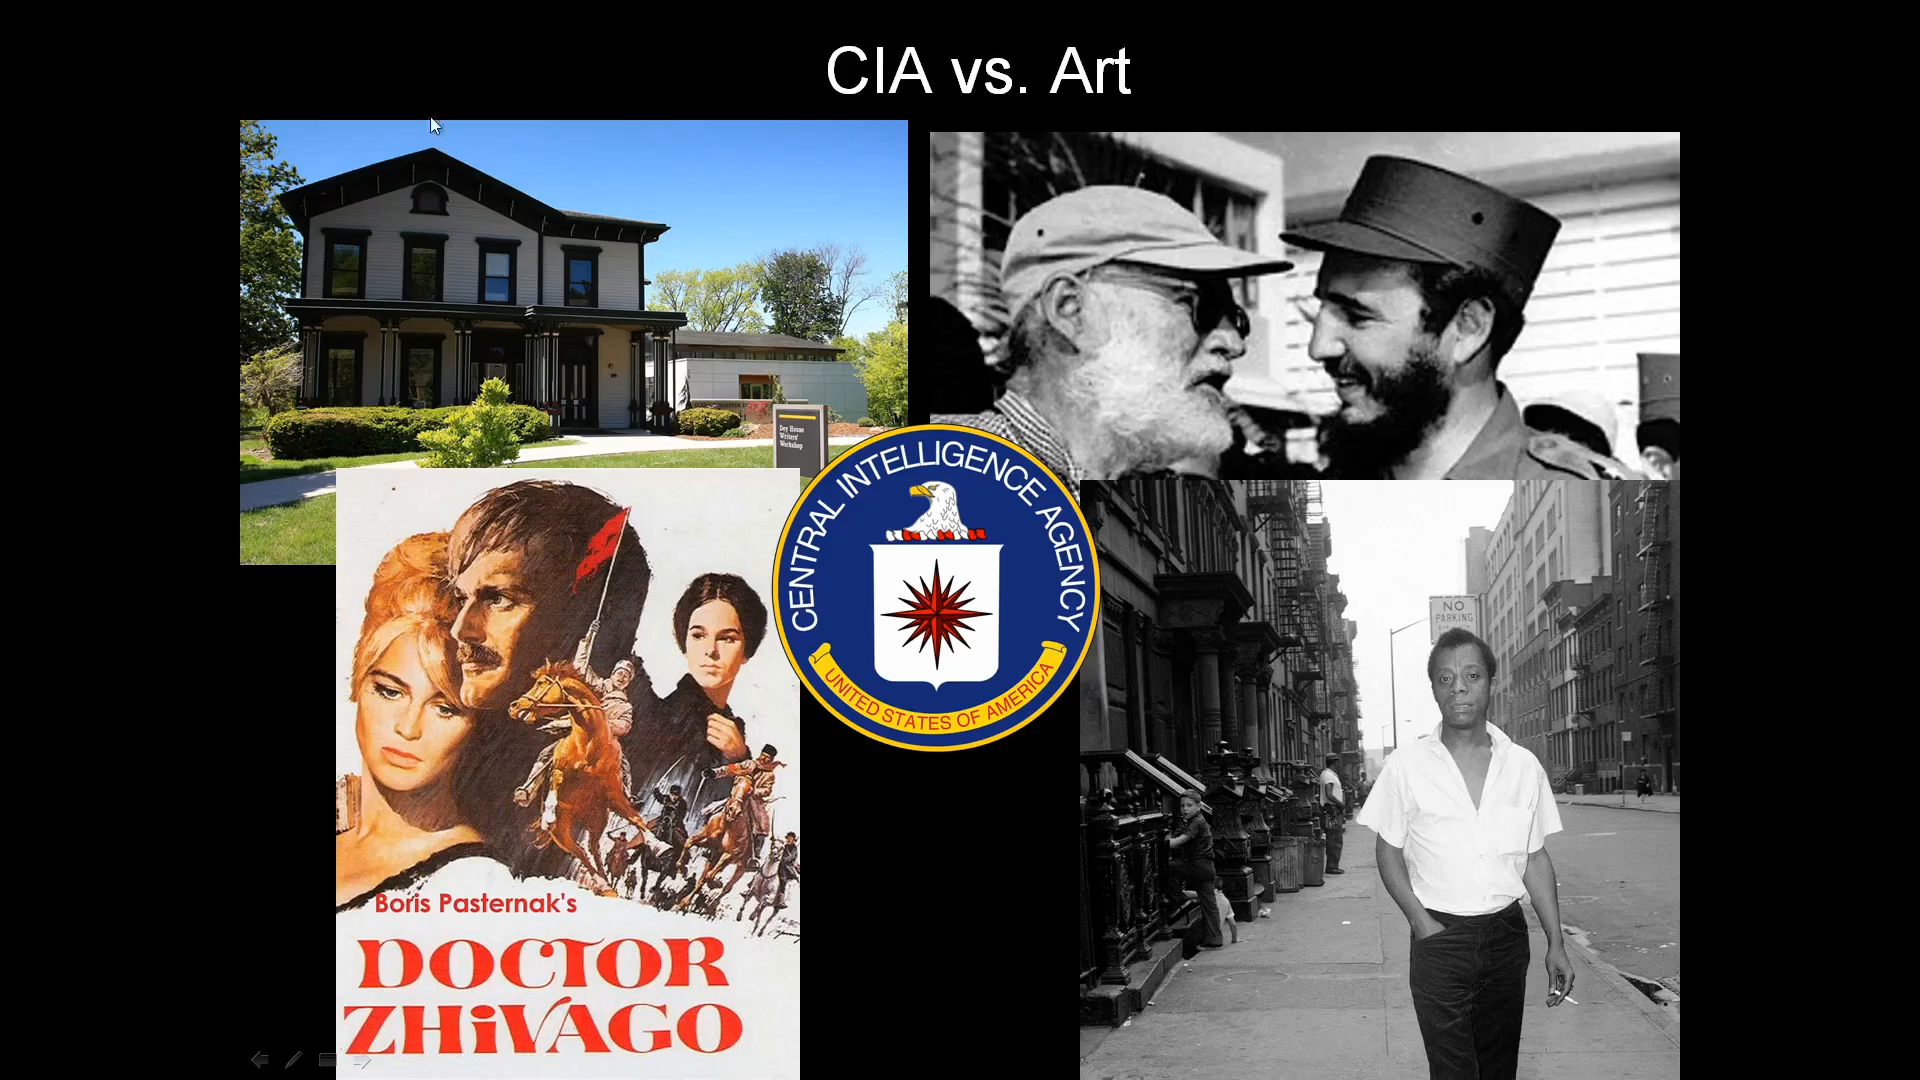 CIA vs. Art
Dey House
Writers'
Workshop
CENTRAL INTELLIGENCE AGENCY
UNITED STATES OF AMERICA
NO
PARKING
Boris Pasternak's
DOCTOR
ZHiVAGO